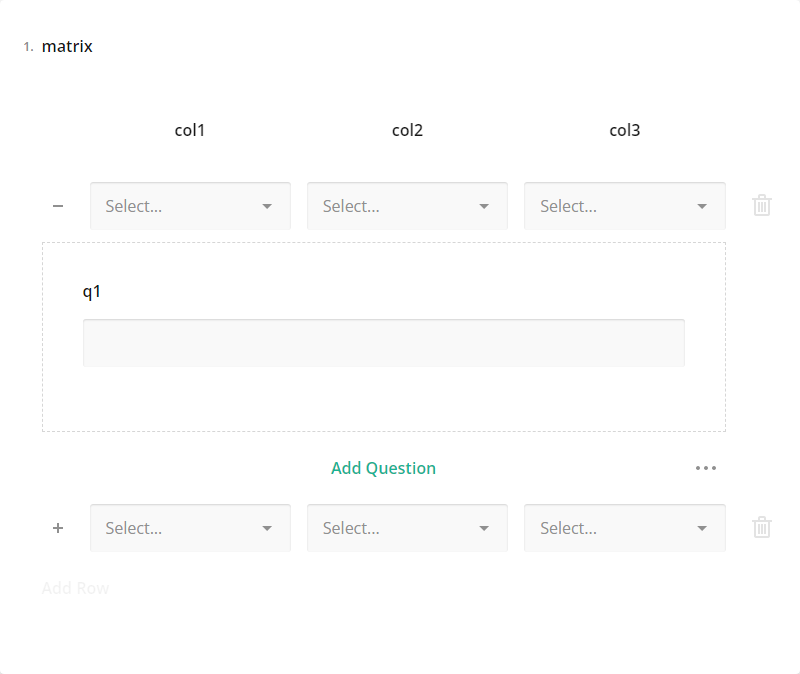 1. matrix
col1 col2 col3
Select... Select... Select...
q1
Add Question
Select... Select... Select...
Add Row